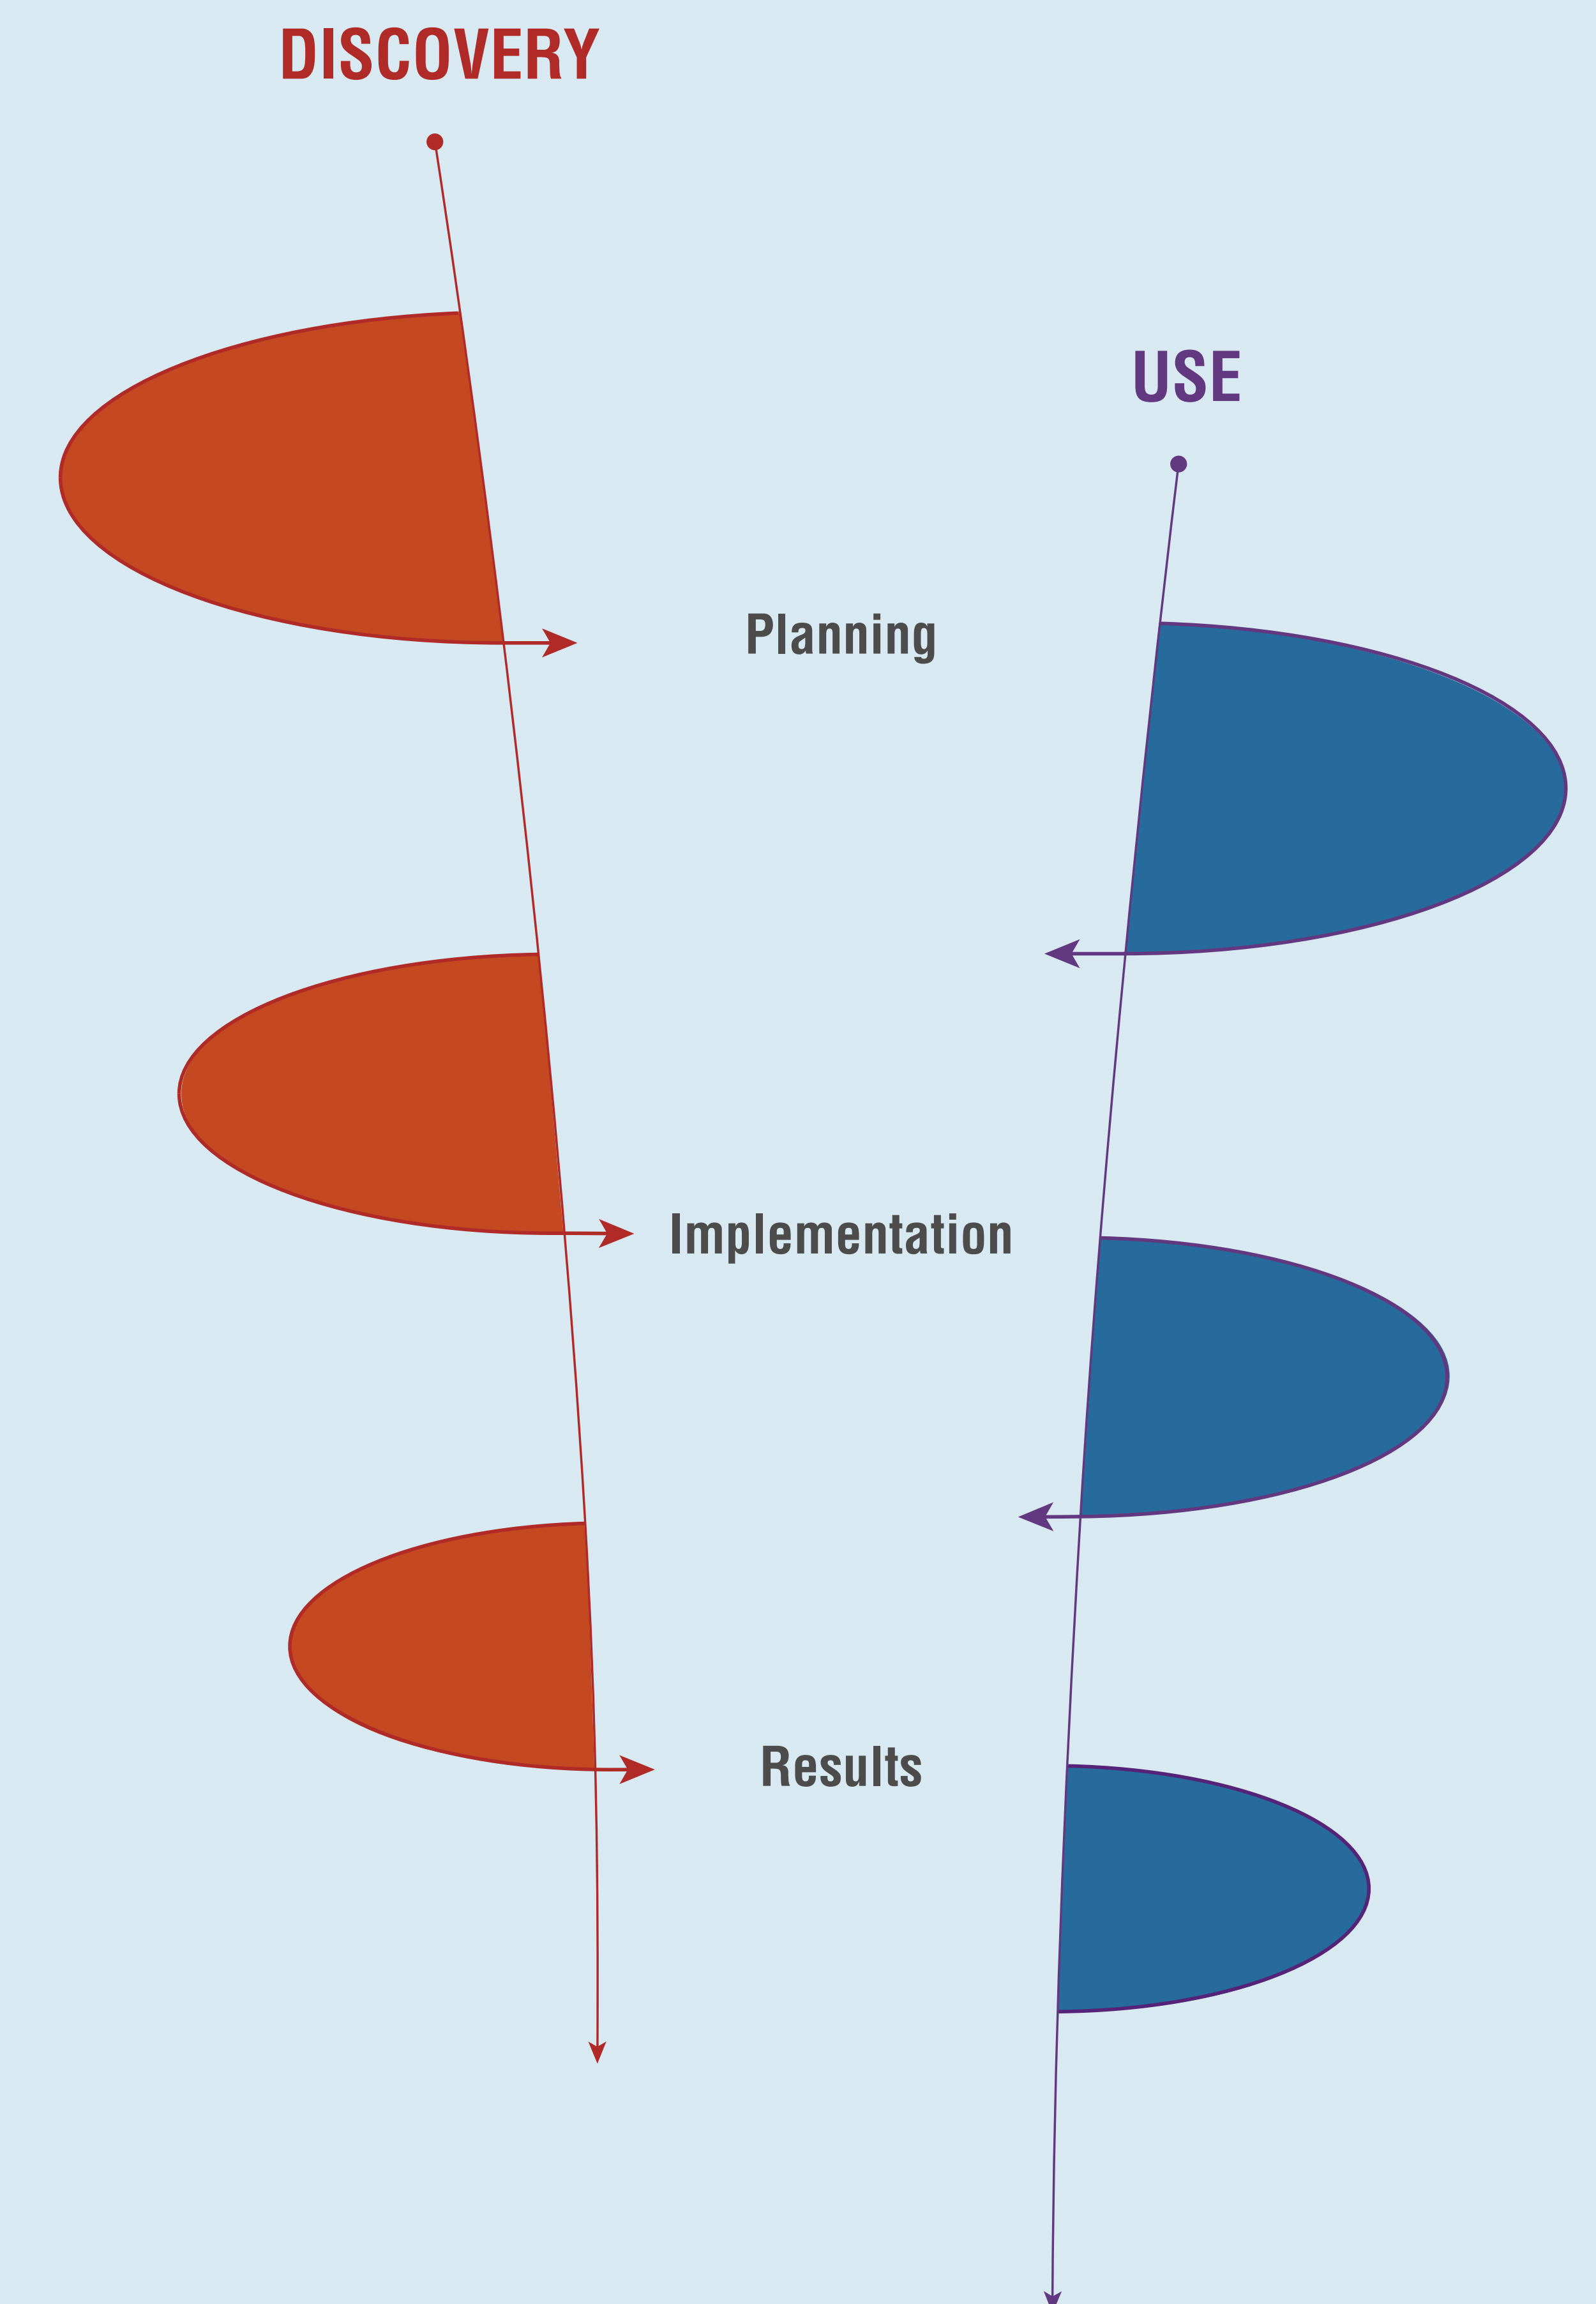 DISCOVERY
USE
Planning
Implementation
Results